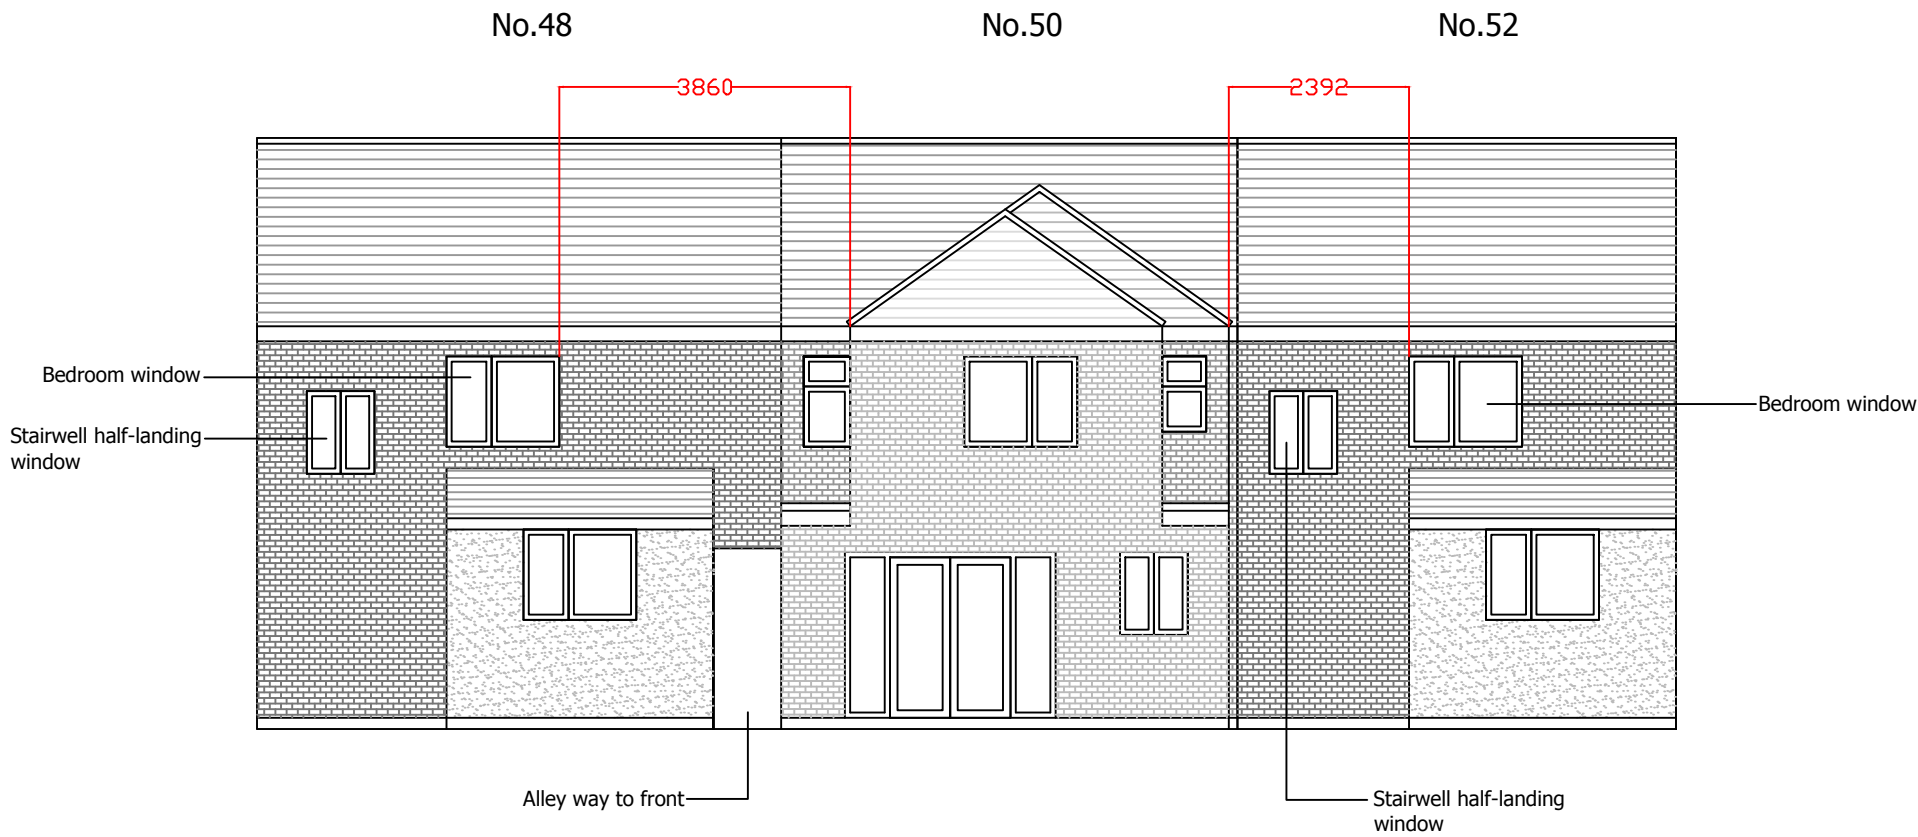 No.48
No.50
No.52
3860
2392
Bedroom window
Stairwell half-landing
window
Bedroom window
Alley way to front
Stairwell half-landing
window